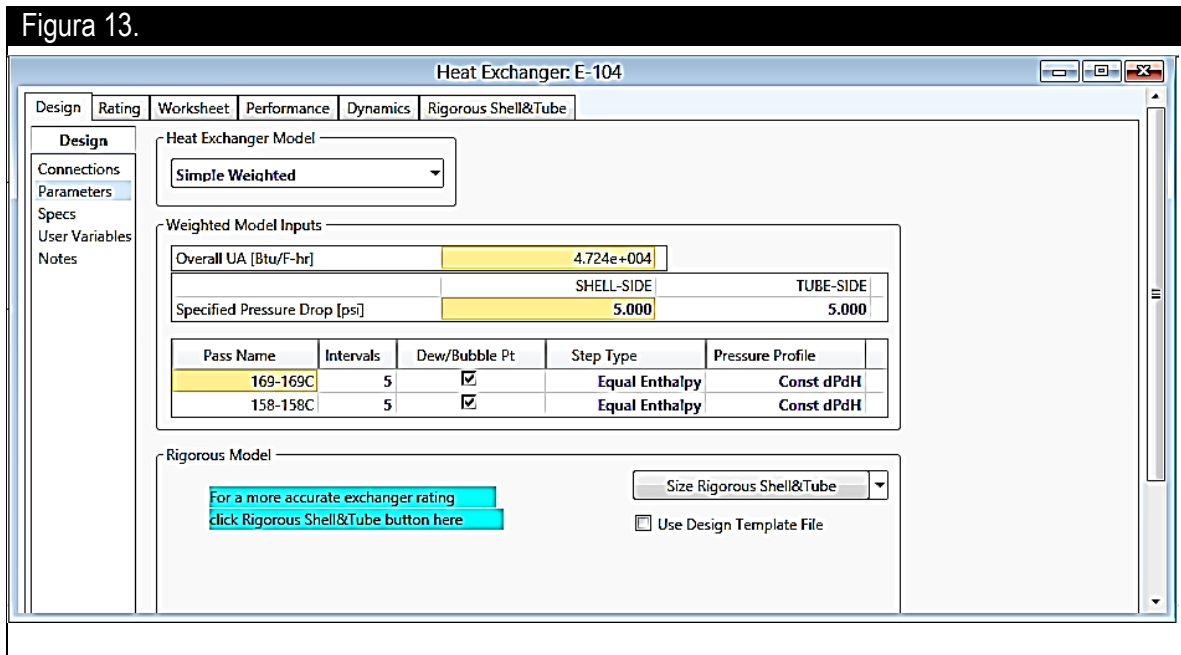 Figura 13.
Heat Exchanger: E-104
Design Rating Worksheet Performance Dynamics Rigorous Shell&Tube
Design
Connections
Parameters
Specs
User Variables
Notes
Heat Exchanger Model
Simple Weighted
Weighted Model Inputs
Overall UA [Btu/F-hr] 4.724e+004
SHELL-SIDE TUBE-SIDE
Specified Pressure Drop [psi] 5.000 5.000
Pass Name Intervals Dew/Bubble Pt Step Type Pressure Profile
169-169C 5 Equal Enthalpy Const dPdH
158-158C 5 Equal Enthalpy Const dPdH
Rigorous Model
For a more accurate exchanger rating
click Rigorous Shell&Tube button here
Size Rigorous Shell&Tube
Use Design Template File